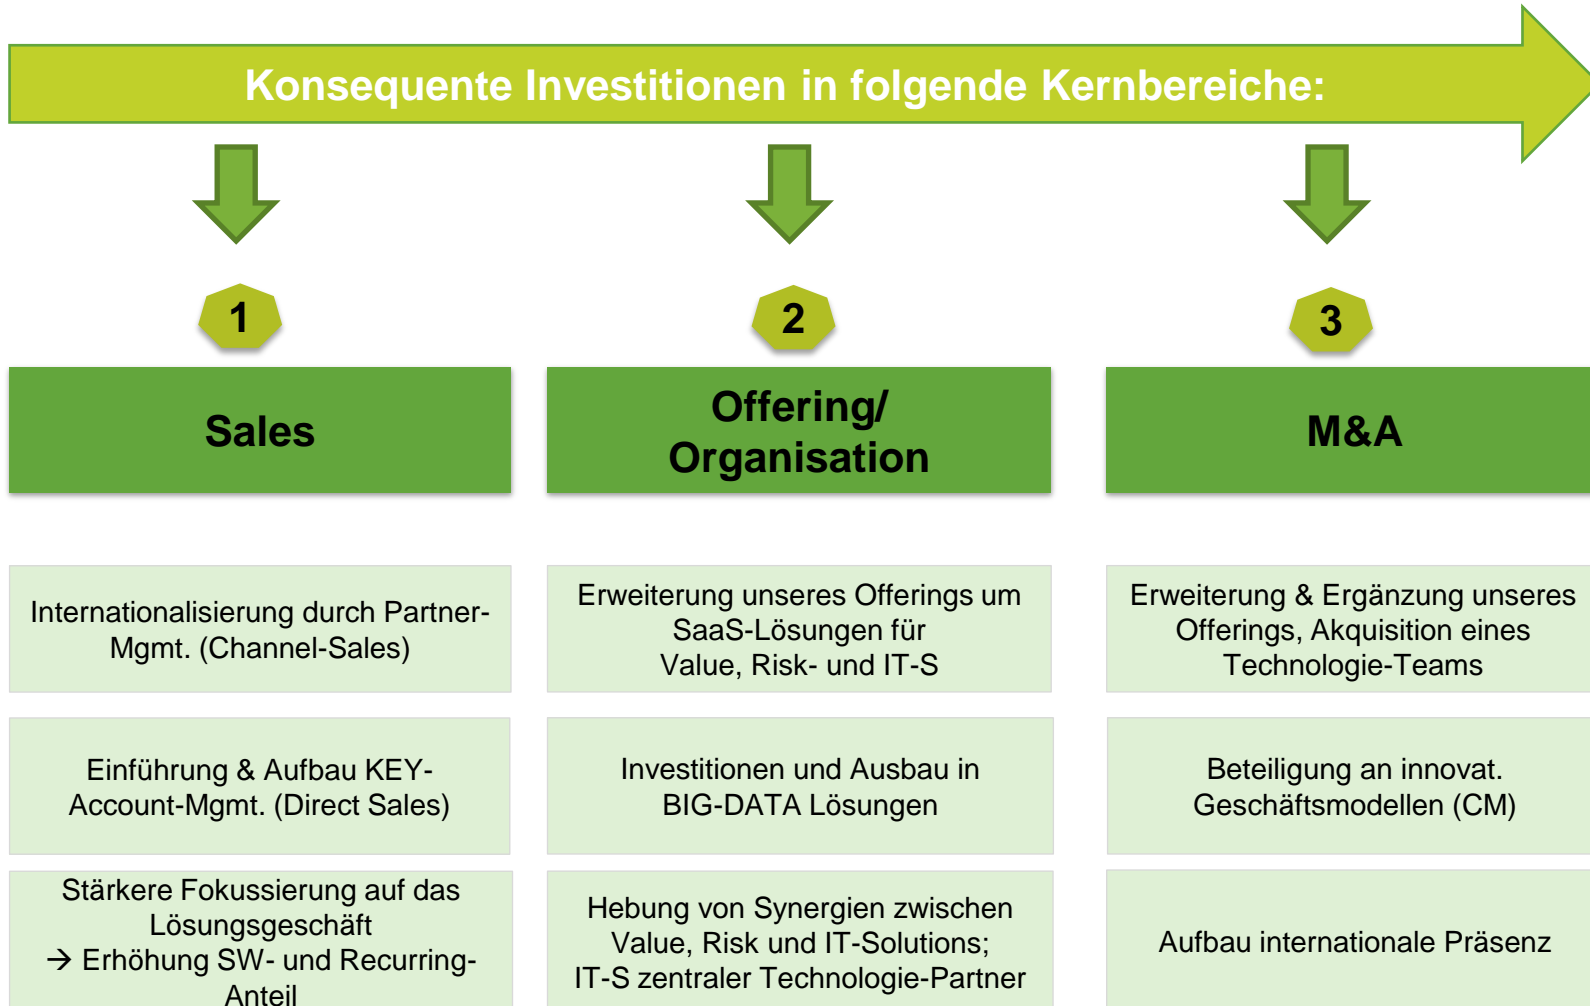 Konsequente Investitionen in folgende Kernbereiche:
1
Sales
Internationalisierung durch Partner-
Mgmt. (Channel-Sales)
Einführung & Aufbau KEY-
Account-Mgmt. (Direct Sales)
Stärkere Fokussierung auf das
Lösungsgeschäft
→ Erhöhung SW- und Recurring-
Anteil
2
Offering/
Organisation
Erweiterung unseres Offerings um
SaaS-Lösungen für
Value, Risk- und IT-S
Investitionen und Ausbau in
BIG-DATA Lösungen
Hebung von Synergien zwischen
Value, Risk und IT-Solutions;
IT-S zentraler Technologie-Partner
3
M&A
Erweiterung & Ergänzung unseres
Offerings, Akquisition eines
Technologie-Teams
Beteiligung an innovat.
Geschäftsmodellen (CM)
Aufbau internationale Präsenz